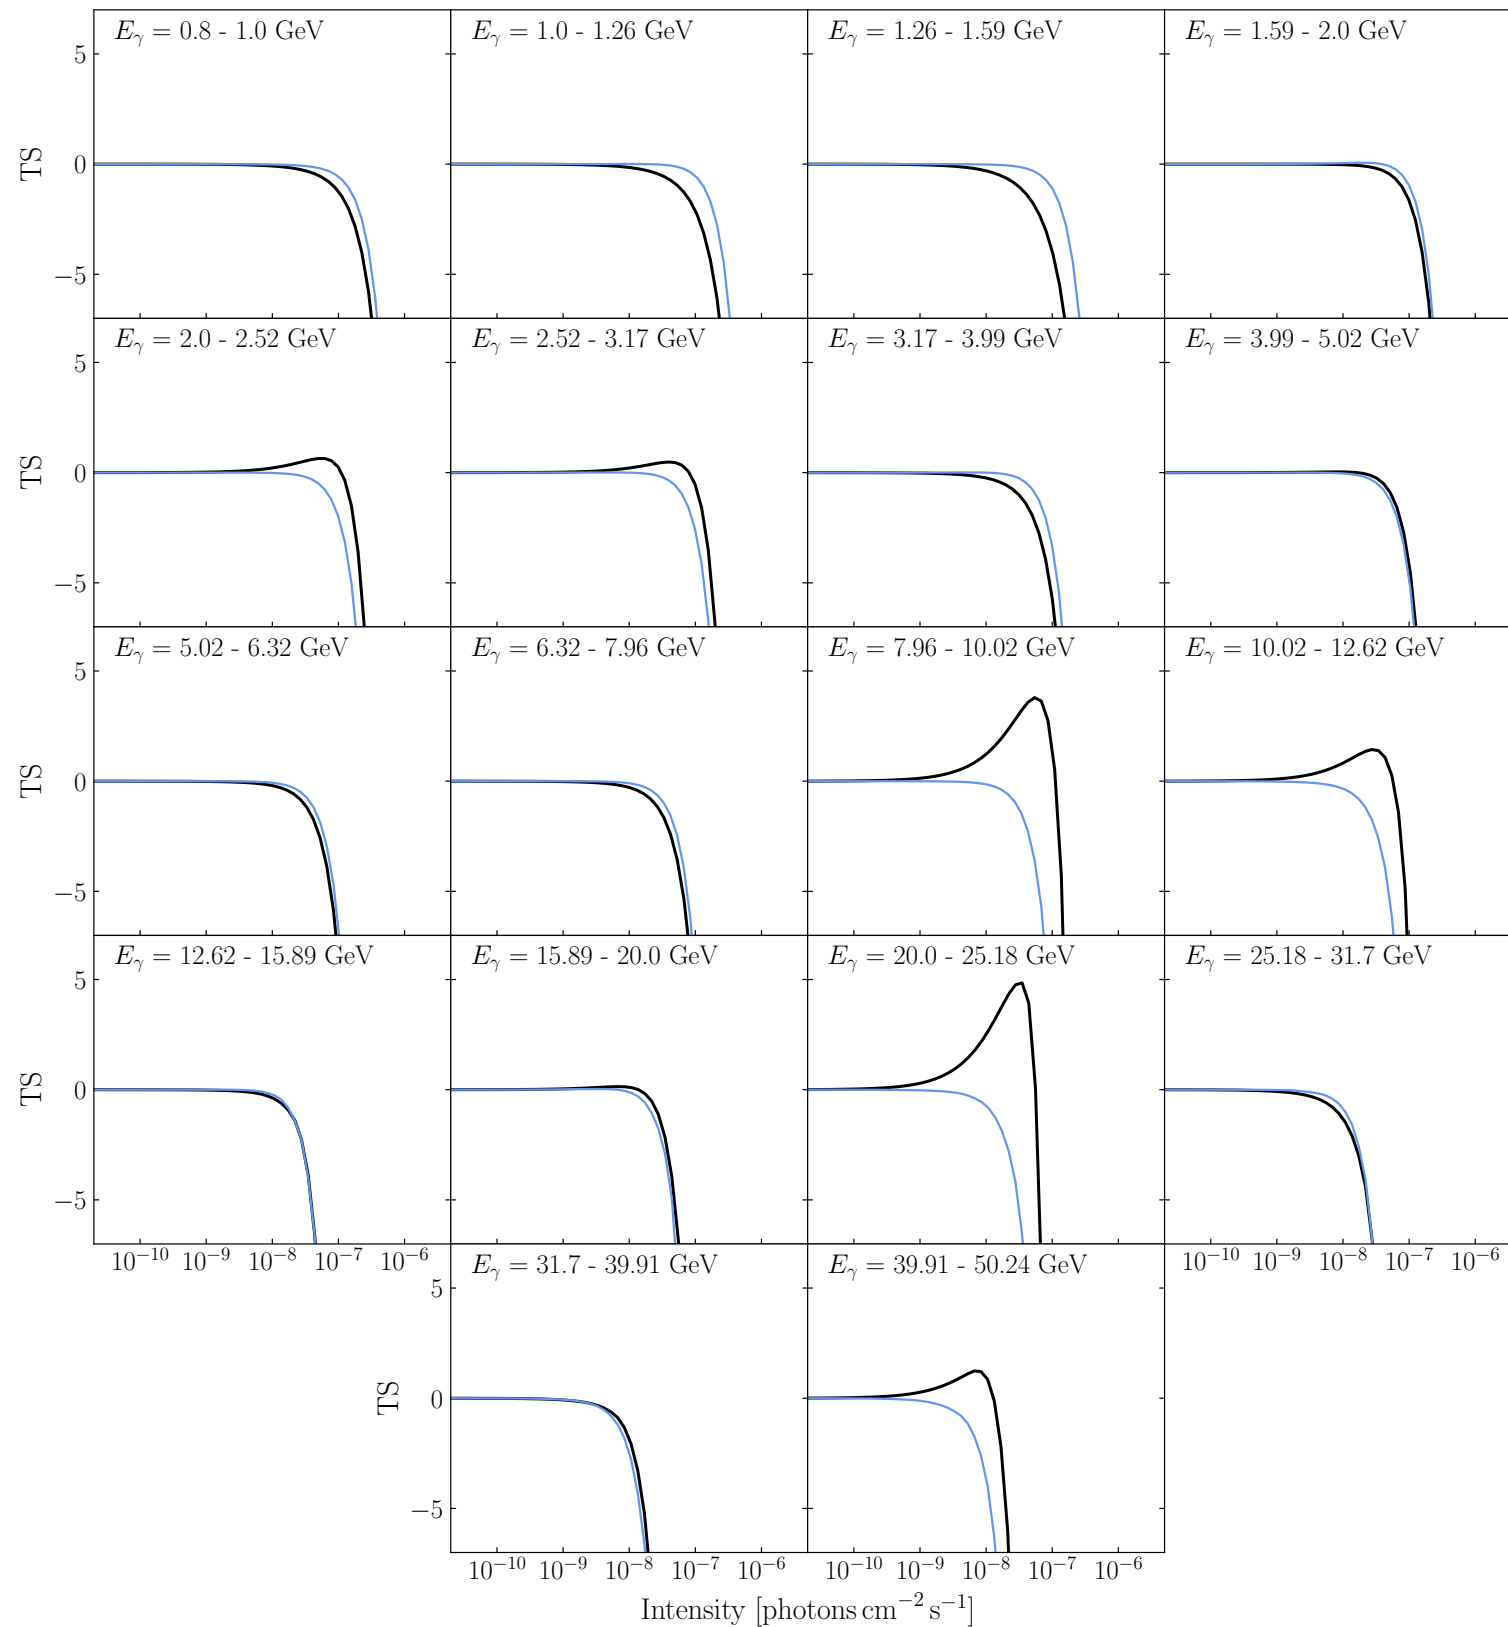 E_γ = 0.8 - 1.0 GeV
E_γ = 1.0 - 1.26 GeV
E_γ = 1.26 - 1.59 GeV
E_γ = 1.59 - 2.0 GeV
5
TS
0
−5
E_γ = 2.0 - 2.52 GeV
E_γ = 2.52 - 3.17 GeV
E_γ = 3.17 - 3.99 GeV
E_γ = 3.99 - 5.02 GeV
5
TS
0
−5
E_γ = 5.02 - 6.32 GeV
E_γ = 6.32 - 7.96 GeV
E_γ = 7.96 - 10.02 GeV
E_γ = 10.02 - 12.62 GeV
5
TS
0
−5
E_γ = 12.62 - 15.89 GeV
E_γ = 15.89 - 20.0 GeV
E_γ = 20.0 - 25.18 GeV
E_γ = 25.18 - 31.7 GeV
5
TS
0
−5
10⁻¹⁰ 10⁻⁹ 10⁻⁸ 10⁻⁷ 10⁻⁶
10⁻¹⁰ 10⁻⁹ 10⁻⁸ 10⁻⁷ 10⁻⁶
E_γ = 31.7 - 39.91 GeV
E_γ = 39.91 - 50.24 GeV
5
TS
0
−5
10⁻¹⁰ 10⁻⁹ 10⁻⁸ 10⁻⁷ 10⁻⁶
10⁻¹⁰ 10⁻⁹ 10⁻⁸ 10⁻⁷ 10⁻⁶
Intensity [photons cm⁻² s⁻¹]